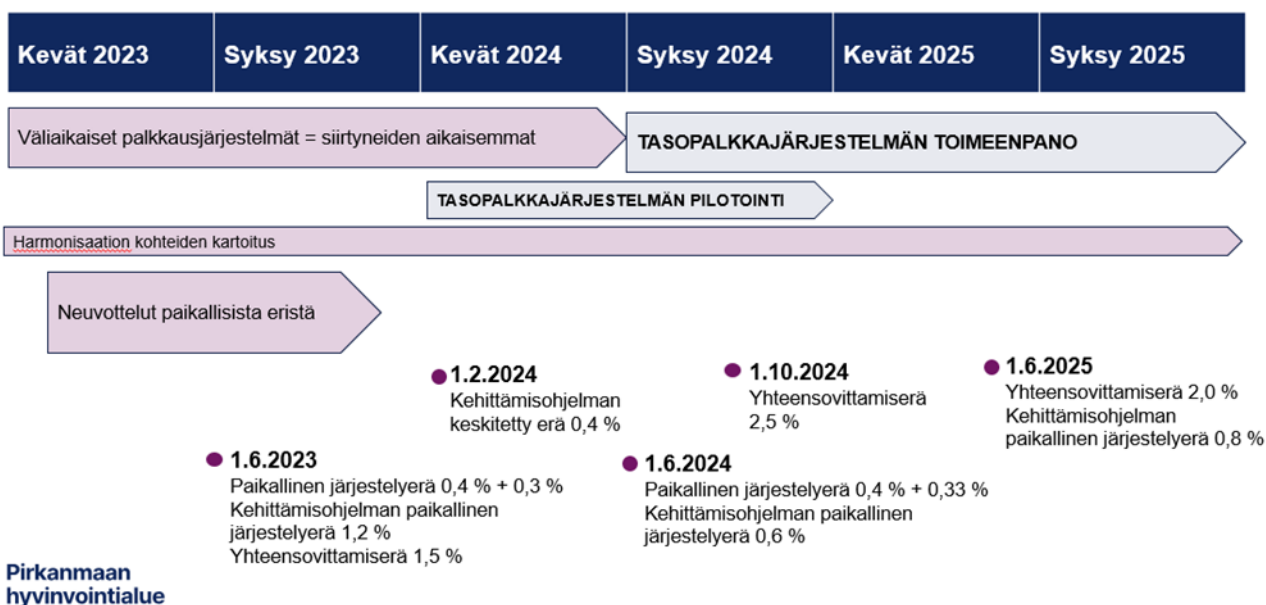 Kevät 2023
Syksy 2023
Kevät 2024
Syksy 2024
Kevät 2025
Syksy 2025
Väliaikaiset palkkausjärjestelmät = siirtyneiden aikaisemmat
TASOPALKKAJÄRJESTELMÄN TOIMEENPANO
TASOPALKKAJÄRJESTELMÄN PILOTOINTI
Harmonisaation kohteiden kartoitus
Neuvottelut paikallisista eristä
1.2.2024
Kehittämisohjelman
keskitetty erä 0,4 %
1.10.2024
Yhteensovittamiserä
2,5 %
1.6.2025
Yhteensovittamiserä 2,0 %
Kehittämisohjelman
paikallinen järjestelyerä 0,8 %
1.6.2023
Paikallinen järjestelyerä 0,4 % + 0,3 %
Kehittämisohjelman paikallinen
järjestelyerä 1,2 %
Yhteensovittamiserä 1,5 %
1.6.2024
Paikallinen järjestelyerä 0,4 % + 0,33 %
Kehittämisohjelman paikallinen
järjestelyerä 0,6 %
Pirkanmaan
hyvinvointialue